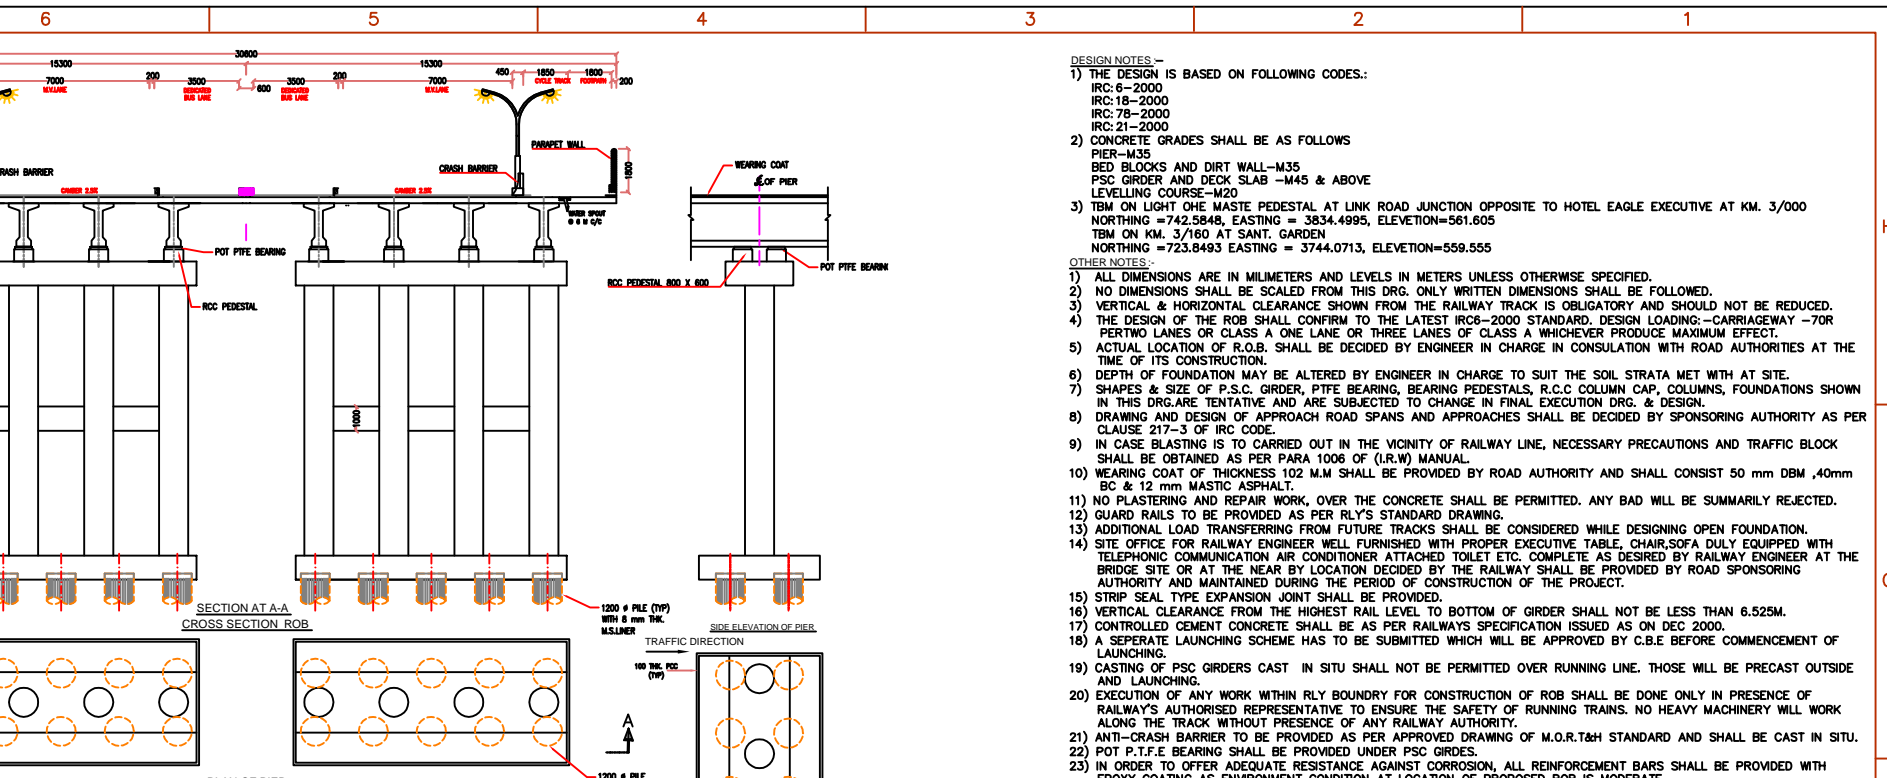 6 5 4 3 2 1
30600
15300 15300
7000 200 3500 3500 200 7000 450 1850 1800
M.V.LANE DEDICATED BUS LANE 600 DEDICATED BUS LANE M.V.LANE CYCLE TRACK FOOTPATH 200
PARAPET WALL
CRASH BARRIER
RASH BARRIER
1800
CAMBER 2.5% CAMBER 2.5%
WATER SPOUT
@ 6 M C/C
POT PTFE BEARING
RCC PEDESTAL
1000
WEARING COAT
OF PIER
POT PTFE BEARIN
RCC PEDESTAL 800 X 600
SECTION AT A-A
CROSS SECTION ROB
1200 ø PILE (TYP)
WITH 8 mm THK.
M.S.LINER
SIDE ELEVATION OF PIER
TRAFFIC DIRECTION
100 THK. PCC
(TYP)
A
1200 ø PILE
DESIGN NOTES:-
1) THE DESIGN IS BASED ON FOLLOWING CODES.:
IRC:6-2000
IRC:18-2000
IRC:78-2000
IRC:21-2000
2) CONCRETE GRADES SHALL BE AS FOLLOWS
PIER-M35
BED BLOCKS AND DIRT WALL-M35
PSC GIRDER AND DECK SLAB -M45 & ABOVE
LEVELLING COURSE-M20
3) TBM ON LIGHT OHE MASTE PEDESTAL AT LINK ROAD JUNCTION OPPOSITE TO HOTEL EAGLE EXECUTIVE AT KM. 3/000
NORTHING =742.5848, EASTING = 3834.4995, ELEVETION=561.605
TBM ON KM. 3/160 AT SANT. GARDEN
NORTHING =723.8493 EASTING = 3744.0713, ELEVETION=559.555
OTHER NOTES:-
1) ALL DIMENSIONS ARE IN MILIMETERS AND LEVELS IN METERS UNLESS OTHERWISE SPECIFIED.
2) NO DIMENSIONS SHALL BE SCALED FROM THIS DRG. ONLY WRITTEN DIMENSIONS SHALL BE FOLLOWED.
3) VERTICAL & HORIZONTAL CLEARANCE SHOWN FROM THE RAILWAY TRACK IS OBLIGATORY AND SHOULD NOT BE REDUCED.
4) THE DESIGN OF THE ROB SHALL CONFIRM TO THE LATEST IRC6-2000 STANDARD. DESIGN LOADING:-CARRIAGEWAY -70R
PERTWO LANES OR CLASS A ONE LANE OR THREE LANES OF CLASS A WHICHEVER PRODUCE MAXIMUM EFFECT.
5) ACTUAL LOCATION OF R.O.B. SHALL BE DECIDED BY ENGINEER IN CHARGE IN CONSULATION WITH ROAD AUTHORITIES AT THE
TIME OF ITS CONSTRUCTION.
6) DEPTH OF FOUNDATION MAY BE ALTERED BY ENGINEER IN CHARGE TO SUIT THE SOIL STRATA MET WITH AT SITE.
7) SHAPES & SIZE OF P.S.C. GIRDER, PTFE BEARING, BEARING PEDESTALS, R.C.C COLUMN CAP, COLUMNS, FOUNDATIONS SHOWN
IN THIS DRG.ARE TENTATIVE AND ARE SUBJECTED TO CHANGE IN FINAL EXECUTION DRG. & DESIGN.
8) DRAWING AND DESIGN OF APPROACH ROAD SPANS AND APPROACHES SHALL BE DECIDED BY SPONSORING AUTHORITY AS PER
CLAUSE 217-3 OF IRC CODE.
9) IN CASE BLASTING IS TO CARRIED OUT IN THE VICINITY OF RAILWAY LINE, NECESSARY PRECAUTIONS AND TRAFFIC BLOCK
SHALL BE OBTAINED AS PER PARA 1006 OF (I.R.W) MANUAL.
10) WEARING COAT OF THICKNESS 102 M.M SHALL BE PROVIDED BY ROAD AUTHORITY AND SHALL CONSIST 50 mm DBM ,40mm
BC & 12 mm MASTIC ASPHALT.
11) NO PLASTERING AND REPAIR WORK, OVER THE CONCRETE SHALL BE PERMITTED. ANY BAD WILL BE SUMMARILY REJECTED.
12) GUARD RAILS TO BE PROVIDED AS PER RLY'S STANDARD DRAWING.
13) ADDITIONAL LOAD TRANSFERRING FROM FUTURE TRACKS SHALL BE CONSIDERED WHILE DESIGNING OPEN FOUNDATION.
14) SITE OFFICE FOR RAILWAY ENGINEER WELL FURNISHED WITH PROPER EXECUTIVE TABLE, CHAIR,SOFA DULY EQUIPPED WITH
TELEPHONIC COMMUNICATION AIR CONDITIONER ATTACHED TOILET ETC. COMPLETE AS DESIRED BY RAILWAY ENGINEER AT THE
BRIDGE SITE OR AT THE NEAR BY LOCATION DECIDED BY THE RAILWAY SHALL BE PROVIDED BY ROAD SPONSORING
AUTHORITY AND MAINTAINED DURING THE PERIOD OF CONSTRUCTION OF THE PROJECT.
15) STRIP SEAL TYPE EXPANSION JOINT SHALL BE PROVIDED.
16) VERTICAL CLEARANCE FROM THE HIGHEST RAIL LEVEL TO BOTTOM OF GIRDER SHALL NOT BE LESS THAN 6.525M.
17) CONTROLLED CEMENT CONCRETE SHALL BE AS PER RAILWAYS SPECIFICATION ISSUED AS ON DEC 2000.
18) A SEPERATE LAUNCHING SCHEME HAS TO BE SUBMITTED WHICH WILL BE APPROVED BY C.B.E BEFORE COMMENCEMENT OF
LAUNCHING.
19) CASTING OF PSC GIRDERS CAST IN SITU SHALL NOT BE PERMITTED OVER RUNNING LINE. THOSE WILL BE PRECAST OUTSIDE
AND LAUNCHING.
20) EXECUTION OF ANY WORK WITHIN RLY BOUNDRY FOR CONSTRUCTION OF ROB SHALL BE DONE ONLY IN PRESENCE OF
RAILWAY'S AUTHORISED REPRESENTATIVE TO ENSURE THE SAFETY OF RUNNING TRAINS. NO HEAVY MACHINERY WILL WORK
ALONG THE TRACK WITHOUT PRESENCE OF ANY RAILWAY AUTHORITY.
21) ANTI-CRASH BARRIER TO BE PROVIDED AS PER APPROVED DRAWING OF M.O.R.T&H STANDARD AND SHALL BE CAST IN SITU.
22) POT P.T.F.E BEARING SHALL BE PROVIDED UNDER PSC GIRDES.
23) IN ORDER TO OFFER ADEQUATE RESISTANCE AGAINST CORROSION, ALL REINFORCEMENT BARS SHALL BE PROVIDED WITH